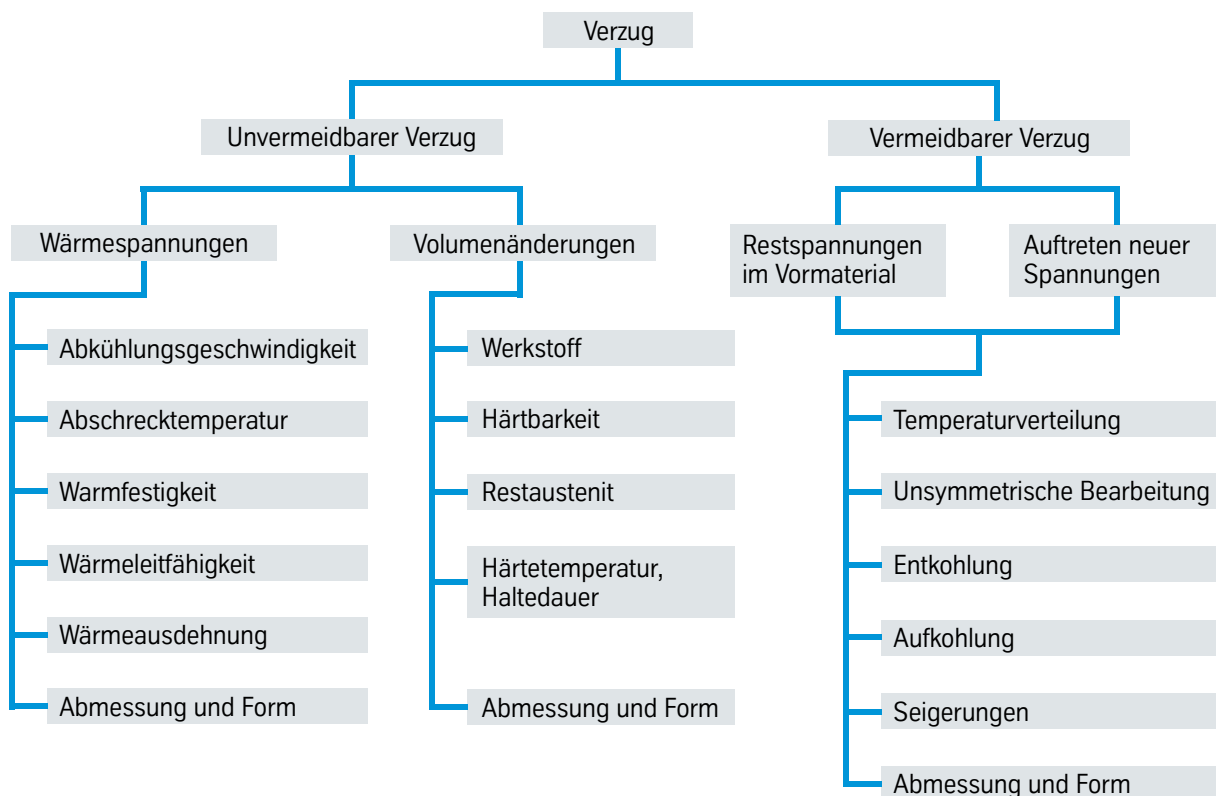 Verzug
Unvermeidbarer Verzug
Vermeidbarer Verzug
Wärmespannungen
Volumenänderungen
Restspannungen
im Vormaterial
Auftreten neuer
Spannungen
Abkühlungsgeschwindigkeit
Abschrecktemperatur
Warmfestigkeit
Wärmeleitfähigkeit
Wärmeausdehnung
Abmessung und Form
Werkstoff
Härtbarkeit
Restaustenit
Härtetemperatur,
Haltedauer
Abmessung und Form
Temperaturverteilung
Unsymmetrische Bearbeitung
Entkohlung
Aufkohlung
Seigerungen
Abmessung und Form